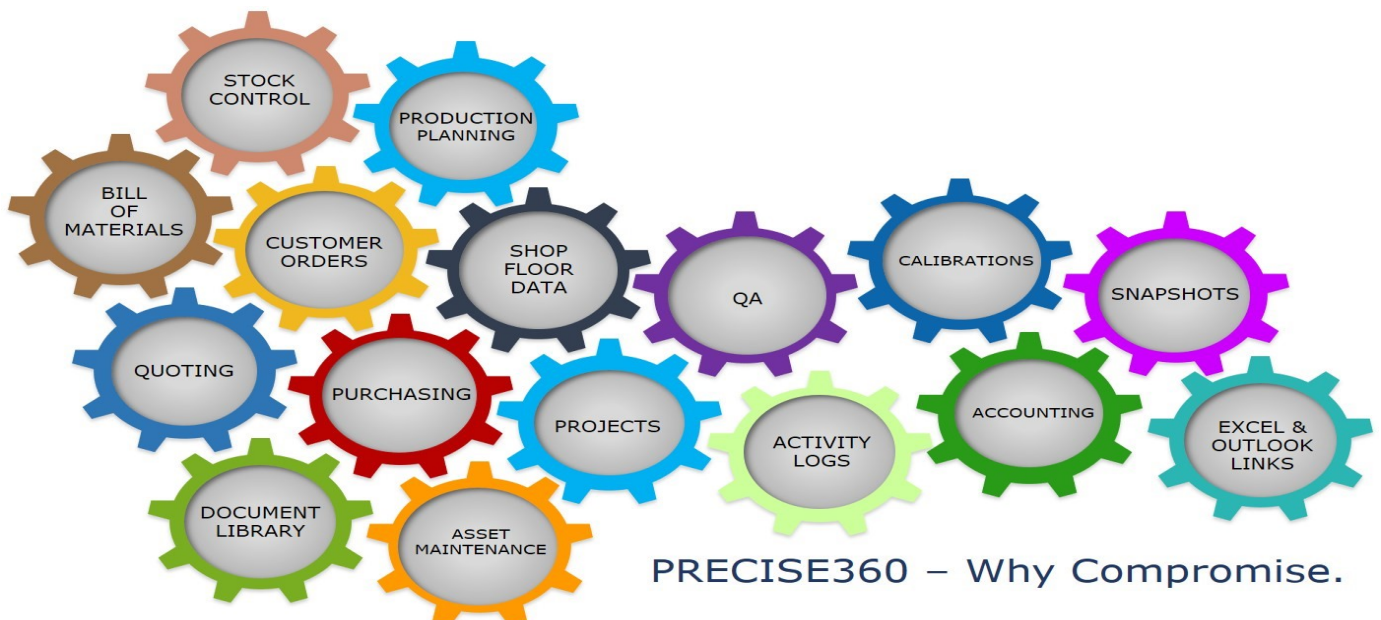 STOCK
CONTROL
PRODUCTION
PLANNING
BILL
OF
MATERIALS
CUSTOMER
ORDERS
SHOP
FLOOR
DATA
QA
CALIBRATIONS
SNAPSHOTS
QUOTING
PURCHASING
PROJECTS
ACTIVITY
LOGS
ACCOUNTING
EXCEL &
OUTLOOK
LINKS
DOCUMENT
LIBRARY
ASSET
MAINTENANCE
PRECISE360 – Why Compromise.